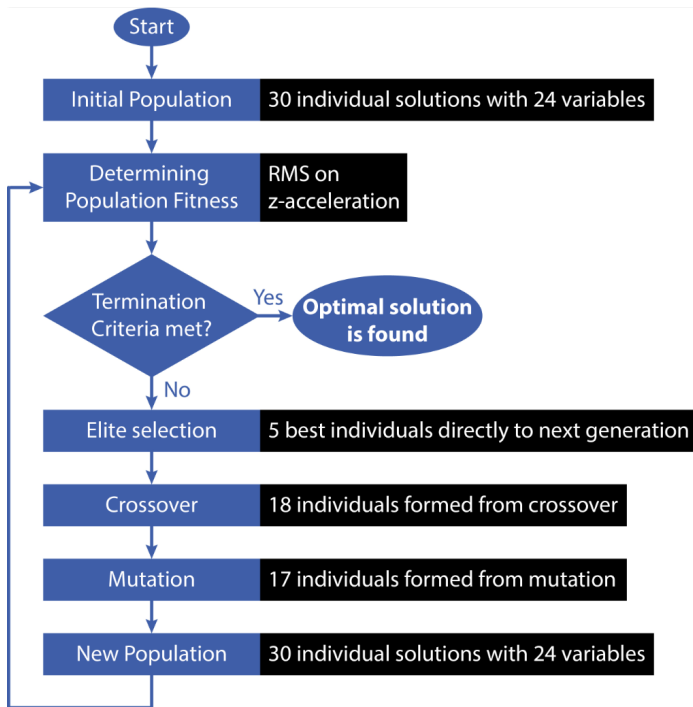 Start
Initial Population
30 individual solutions with 24 variables
Determining
Population Fitness
RMS on
z-acceleration
Termination
Criteria met?
Yes
Optimal solution
is found
No
Elite selection
5 best individuals directly to next generation
Crossover
18 individuals formed from crossover
Mutation
17 individuals formed from mutation
New Population
30 individual solutions with 24 variables